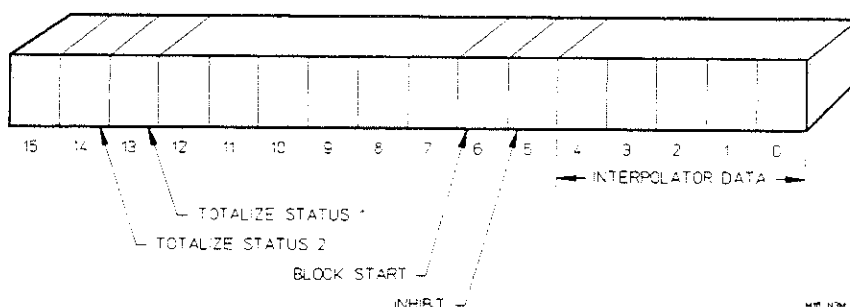 15 14 13 12 11 10 9 8 7 6 5 4 3 2 1 0
INTERPOLATOR DATA
TOTALIZE STATUS 1
TOTALIZE STATUS 2
BLOCK START
INHIBIT